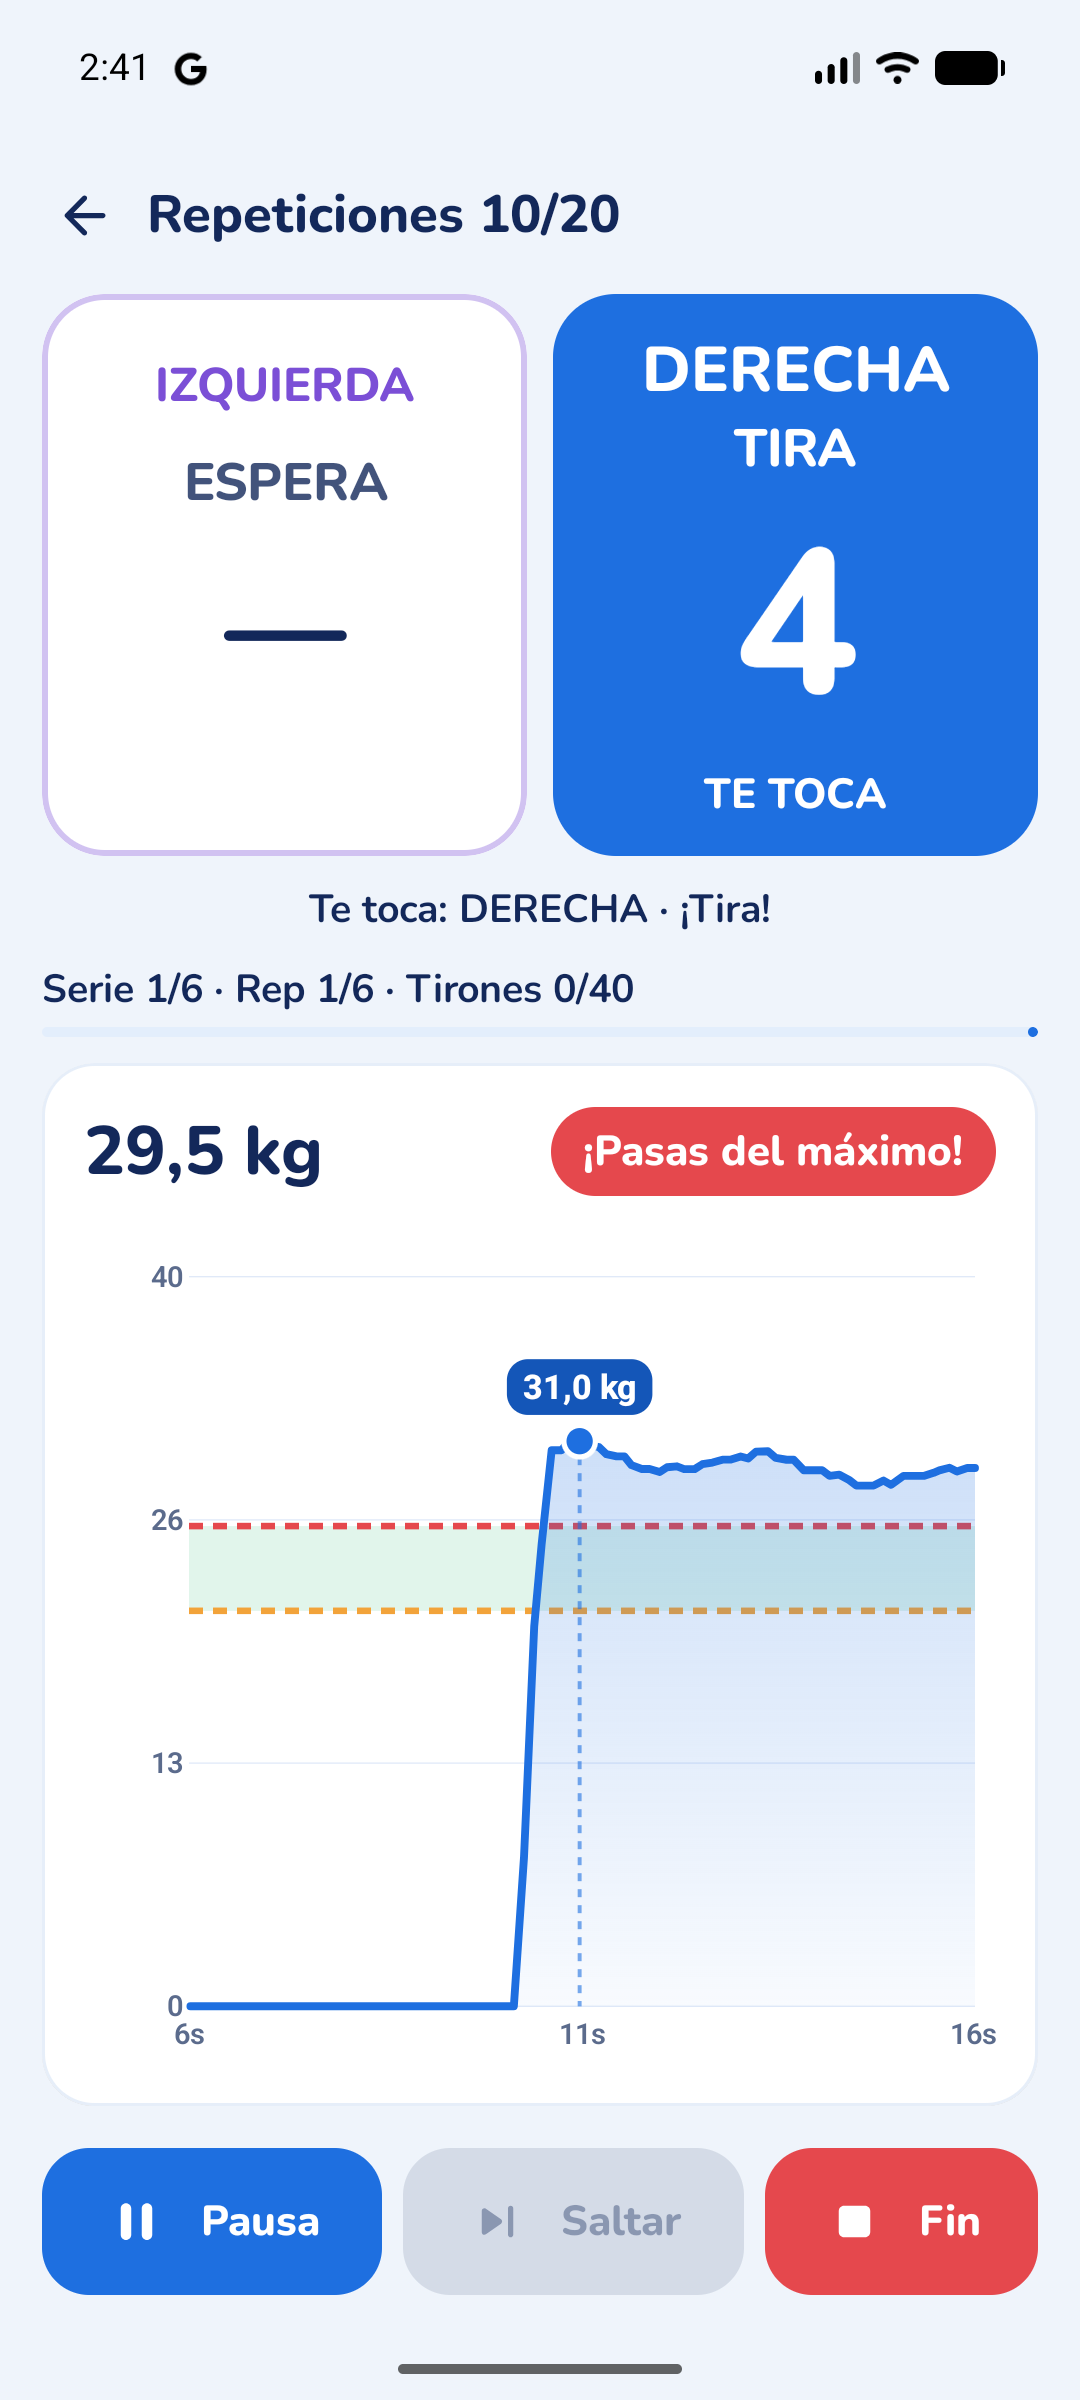 2:41 G
Repeticiones 10/20
IZQUIERDA
ESPERA
—
DERECHA
TIRA
4
TE TOCA
Te toca: DERECHA · ¡Tira!
Serie 1/6 · Rep 1/6 · Tirones 0/40
29,5 kg
¡Pasas del máximo!
40
31,0 kg
26
13
0
6s 11s 16s
Pausa
Saltar
Fin